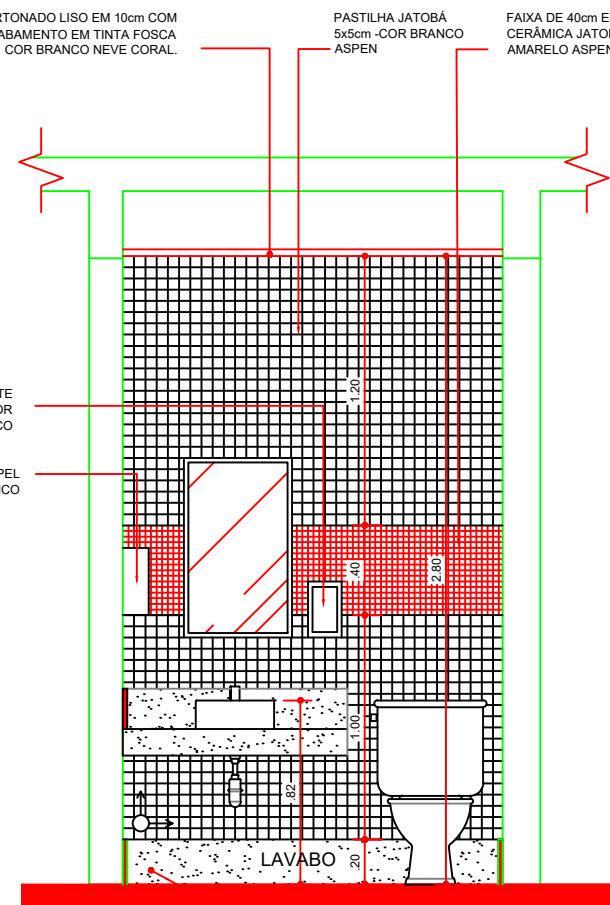 RTONADO LISO EM 10cm COM
ABAMENTO EM TINTA FOSCA
COR BRANCO NEVE CORAL.
PASTILHA JATOBÁ
5x5cm -COR BRANCO
ASPEN
FAIXA DE 40cm E
CERÂMICA JATO
AMARELO ASPEN
TE
OR
CO
PEL
NCO
1.20
.40
2.80
1.00
.82
.20
LAVABO